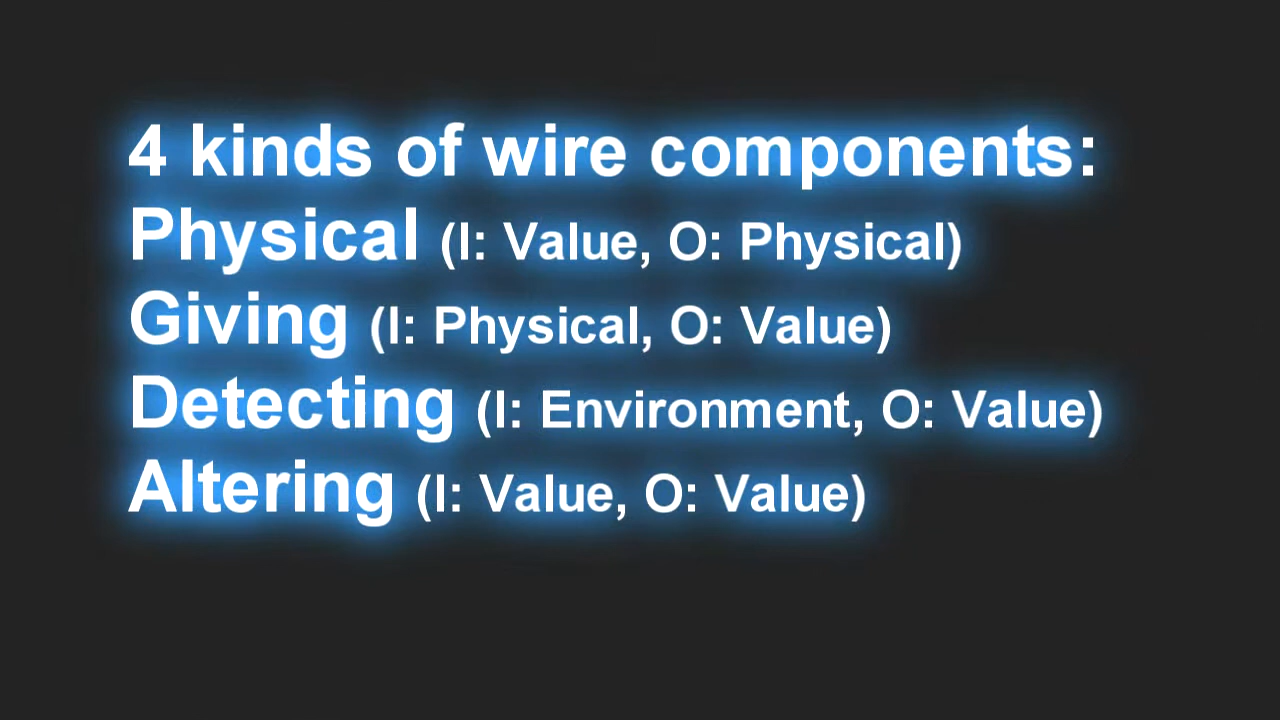 4 kinds of wire components:
Physical (I: Value, O: Physical)
Giving (I: Physical, O: Value)
Detecting (I: Environment, O: Value)
Altering (I: Value, O: Value)